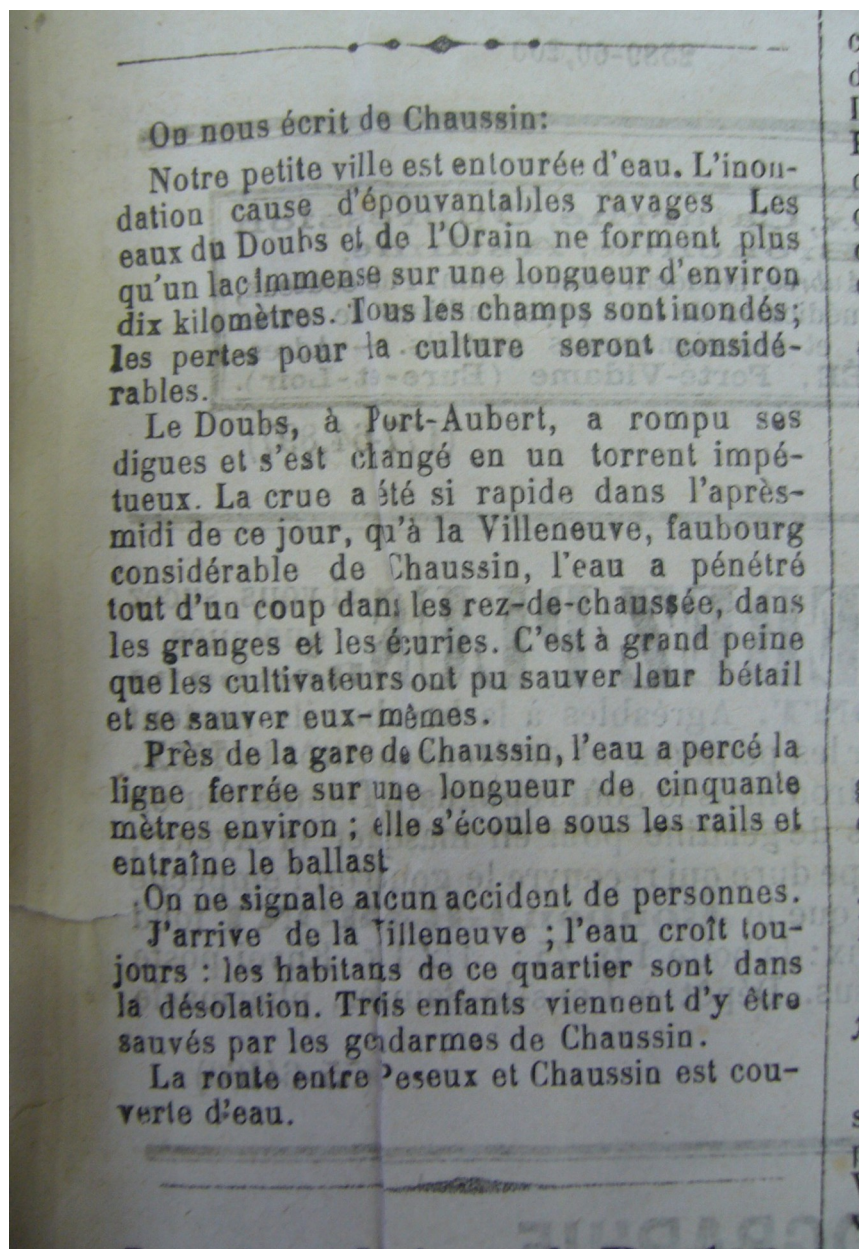 On nous écrit de Chaussin:
Notre petite ville est entourée d'eau. L'inon-
dation cause d'épouvantables ravages Les
eaux du Doubs et de l'Orain ne forment plus
qu'un lac immense sur une longueur d'environ
dix kilomètres. Tous les champs sont inondés;
les pertes pour la culture seront considé-
rables.
Le Doubs, à Port-Aubert, a rompu ses
digues et s'est changé en un torrent impé-
tueux. La crue a été si rapide dans l'après-
midi de ce jour, qu'à la Villeneuve, faubourg
considérable de Chaussin, l'eau a pénétré
tout d'un coup dans les rez-de-chaussée, dans
les granges et les écuries. C'est à grand peine
que les cultivateurs ont pu sauver leur bétail
et se sauver eux-mêmes.
Près de la gare de Chaussin, l'eau a percé la
ligne ferrée sur une longueur de cinquante
mètres environ ; elle s'écoule sous les rails et
entraîne le ballast
On ne signale aucun accident de personnes.
J'arrive de la Villeneuve ; l'eau croît tou-
jours : les habitans de ce quartier sont dans
la désolation. Trois enfants viennent d'y être
sauvés par les gendarmes de Chaussin.
La route entre Peseux et Chaussin est cou-
verte d'eau.